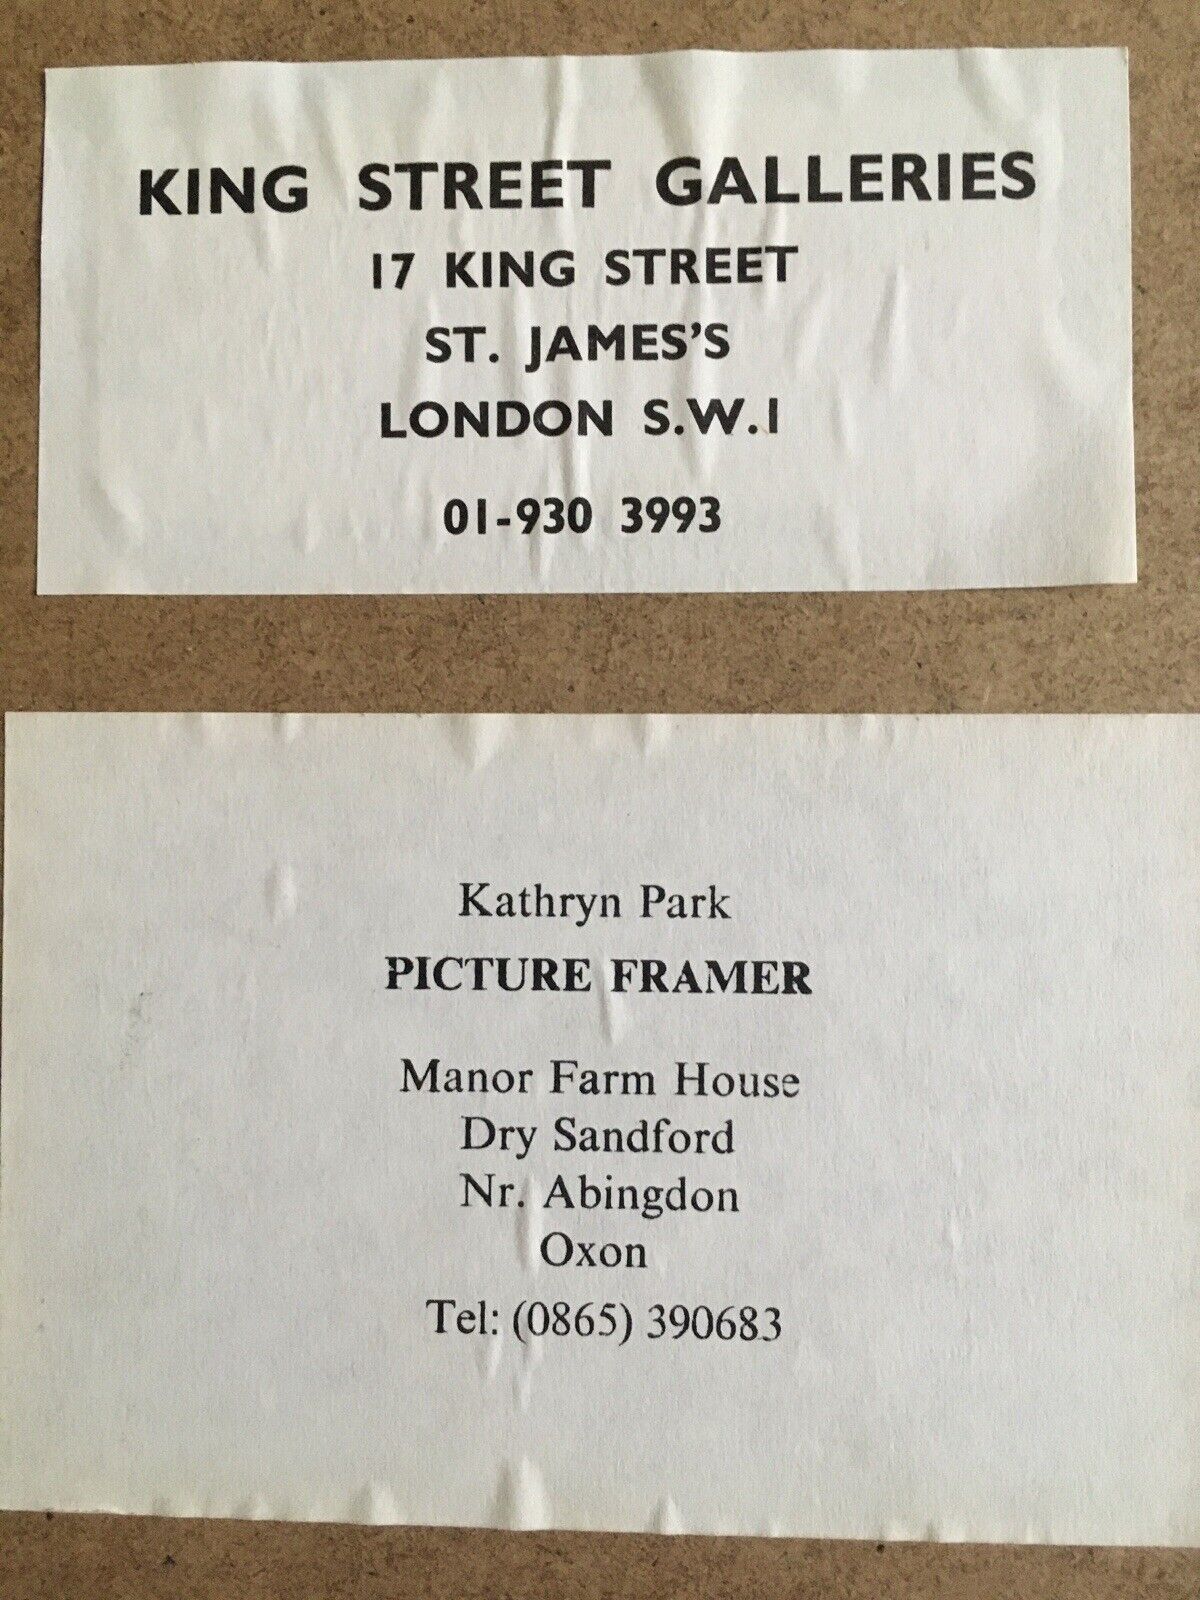 KING STREET GALLERIES
17 KING STREET
ST. JAMES'S
LONDON S.W.1
01-930 3993
Kathryn Park
PICTURE FRAMER
Manor Farm House
Dry Sandford
Nr. Abingdon
Oxon
Tel: (0865) 390683